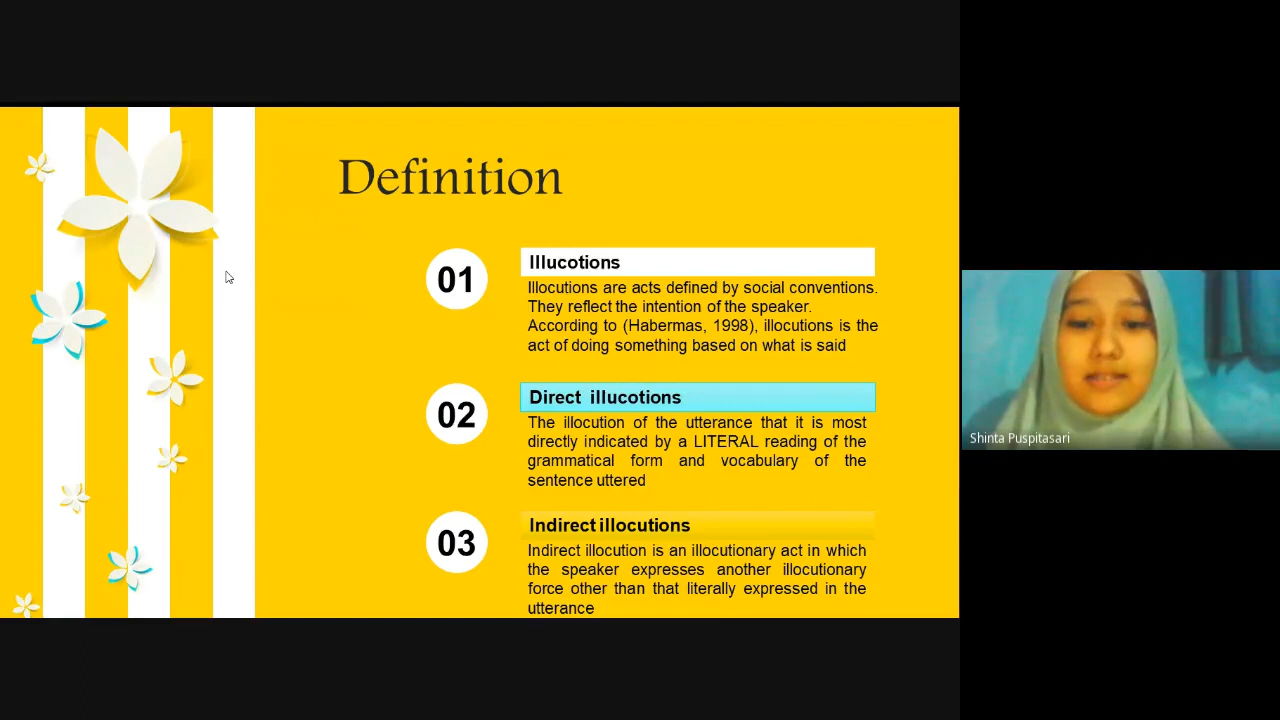 Definition
01
Illucotions
Illocutions are acts defined by social conventions.
They reflect the intention of the speaker.
According to (Habermas, 1998), illocutions is the
act of doing something based on what is said
02
Direct illucotions
The illocution of the utterance that it is most
directly indicated by a LITERAL reading of the
grammatical form and vocabulary of the
sentence uttered
03
Indirect illocutions
Indirect illocution is an illocutionary act in which
the speaker expresses another illocutionary
force other than that literally expressed in the
utterance
Shinta Puspitasari